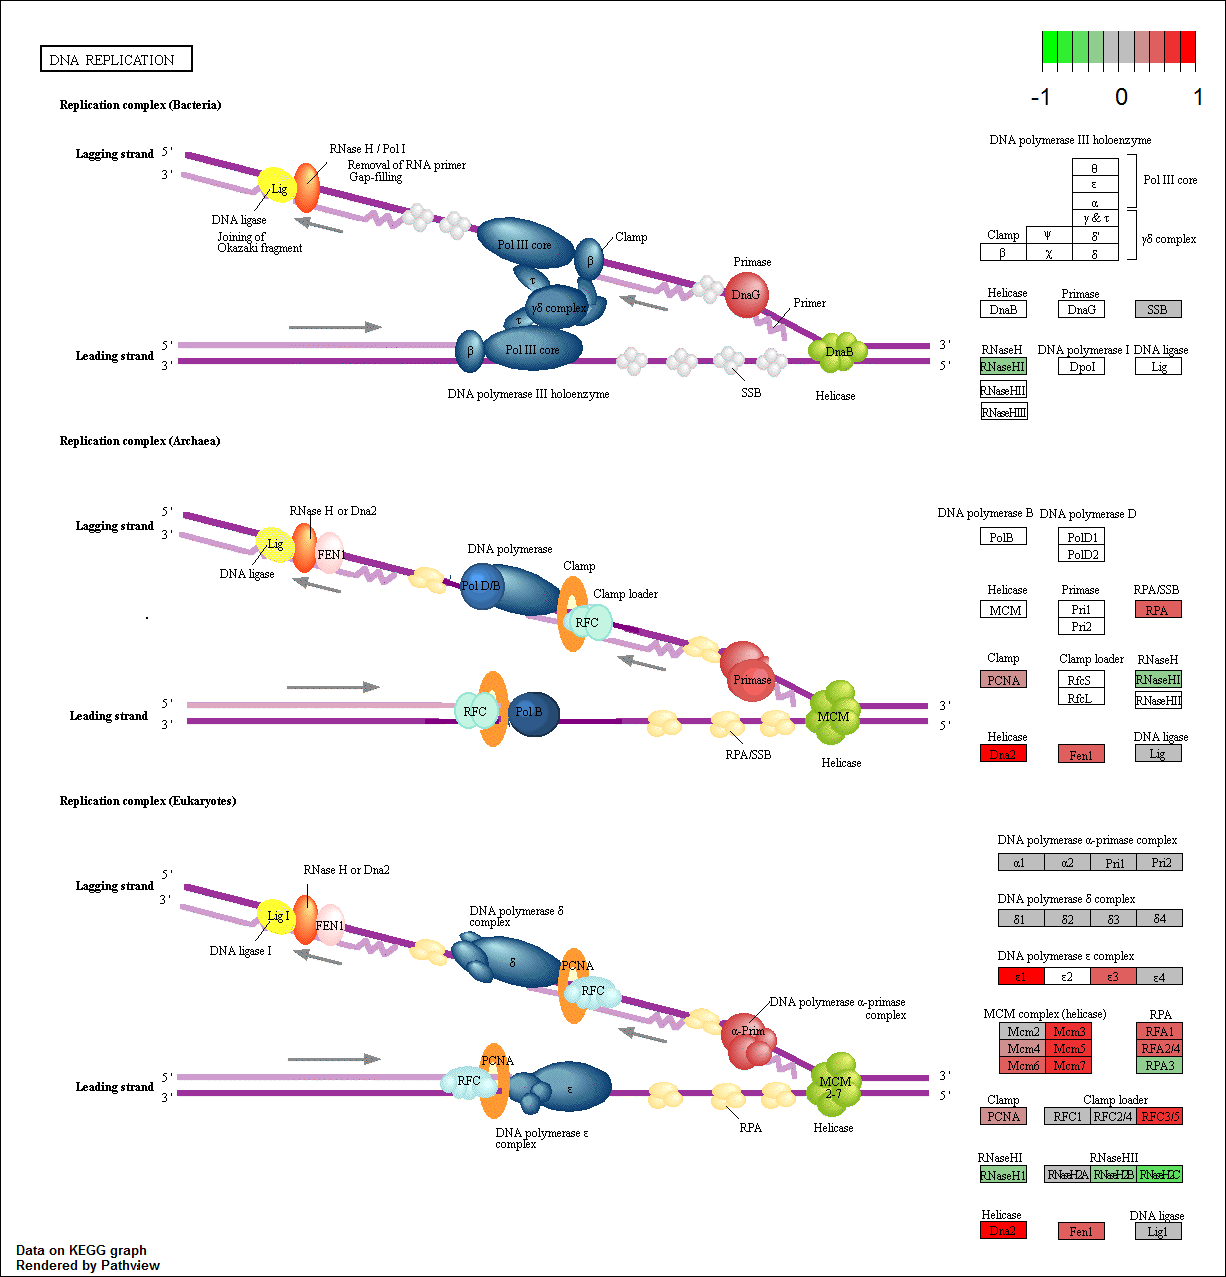 DNA REPLICATION
-1 0 1
Replication complex (Bacteria)
Lagging strand
5'
3'
RNase H / Pol I
Removal of RNA primer
Gap-filling
Lig
DNA ligase
Joining of
Okazaki fragment
Pol III core
Clamp
β
τ
γδ complex
τ
Primase
DnaG
Primer
Leading strand
5'
3'
β
Pol III core
DnaB
3'
5'
DNA polymerase III holoenzyme
SSB
Helicase
DNA polymerase III holoenzyme
θ
ε
α
Pol III core
γ & τ
Clamp ψ δ'
β χ δ
γδ complex
Helicase Primase
DnaB DnaG SSB
RNaseH DNA polymerase I DNA ligase
RNaseHI DpoI Lig
RNaseHII
RNaseHIII
Replication complex (Archaea)
Lagging strand
5'
3'
RNase H or Dna2
Lig
FEN1
DNA ligase
DNA polymerase
Pol D/B
Clamp
Clamp loader
RFC
Primase
Leading strand
5'
3'
RFC
Pol B
MCM
3'
5'
RPA/SSB
Helicase
DNA polymerase B DNA polymerase D
PolB PolD1
PolD2
Helicase Primase RPA/SSB
MCM Pri1 RPA
Pri2
Clamp Clamp loader RNaseH
PCNA RfcS RNaseHI
RfcL RNaseHII
Helicase DNA ligase
Dna2 Fen1 Lig
Replication complex (Eukaryotes)
Lagging strand
5'
3'
RNase H or Dna2
Lig I
FEN1
DNA ligase I
DNA polymerase δ
complex
δ
PCNA
RFC
DNA polymerase α-primase
complex
α-Prim
Leading strand
5'
3'
PCNA
RFC
ε
MCM
2-7
3'
5'
DNA polymerase ε
complex
RPA
Helicase
DNA polymerase α-primase complex
α1 α2 Pri1 Pri2
DNA polymerase δ complex
δ1 δ2 δ3 δ4
DNA polymerase ε complex
ε1 ε2 ε3 ε4
MCM complex (helicase) RPA
Mcm2 Mcm3 RFA1
Mcm4 Mcm5 RFA2/4
Mcm6 Mcm7 RPA3
Clamp Clamp loader
PCNA RFC1 RFC2/4 RFC3/5
RNaseHI RNaseHII
RNaseH1 RNaseH2A RNaseH2B RNaseH2C
Helicase DNA ligase
Dna2 Fen1 Lig1
Data on KEGG graph
Rendered by Pathview